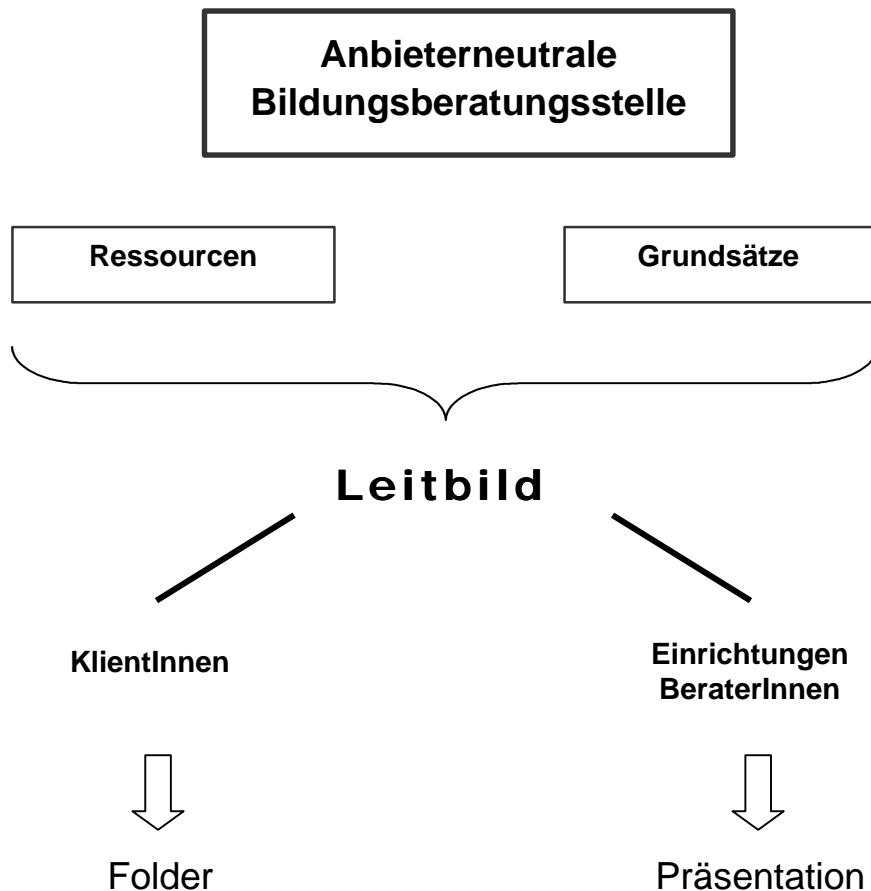 Anbieterneutrale
Bildungsberatungsstelle
Ressourcen
Grundsätze
Leitbild
KlientInnen
Einrichtungen
BeraterInnen
Folder
Präsentation